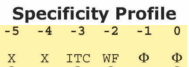 Specificity Profile
-5 -4 -3 -2 -1 0
X X ITC WF Φ Φ